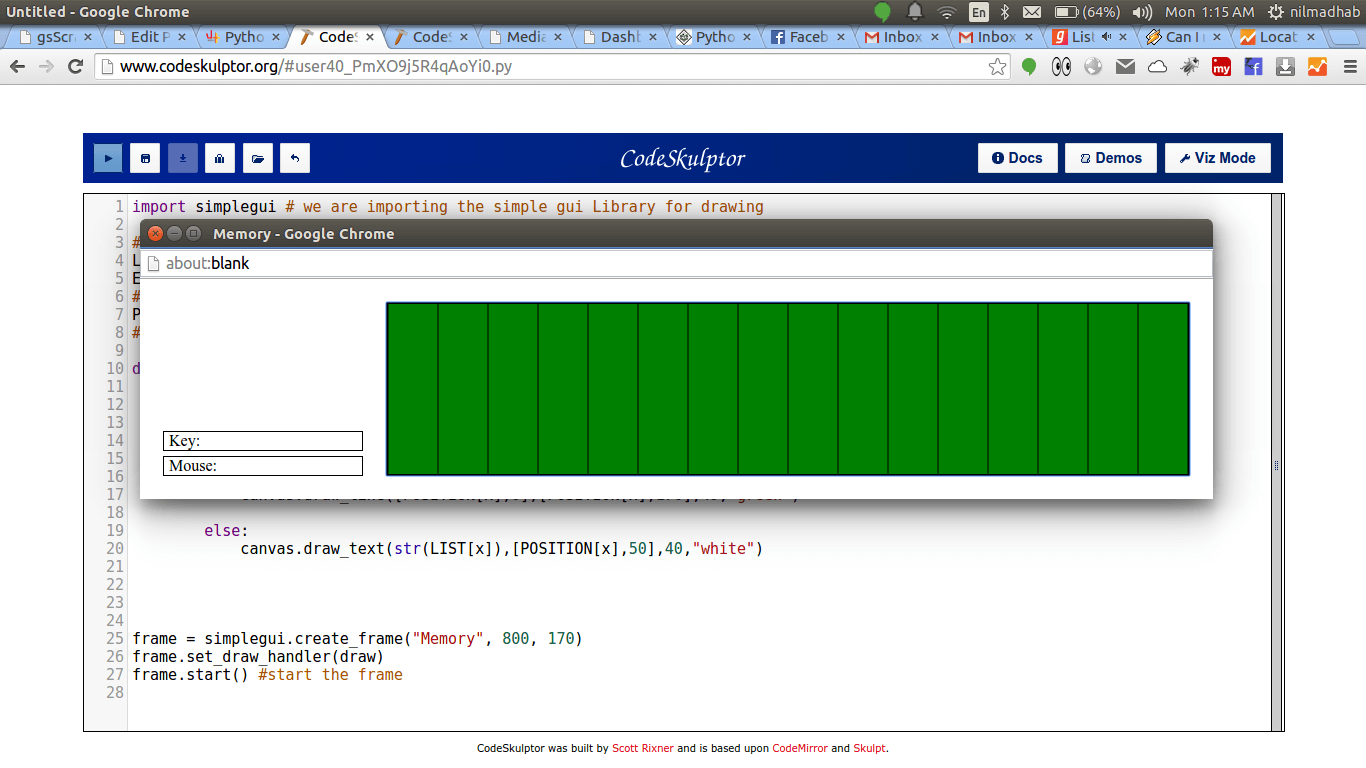 Untitled - Google Chrome
En
(64%)
Mon 1:15 AM
nilmadhab
gsScr
Edit P
Pytho
CodeS
CodeS
Media
Dash
Pytho
Faceb
Inbox
Inbox
List
Can I
Locat
www.codeskulptor.org/#user40_PmXO9j5R4qAoYi0.py
my
CodeSkulptor
Docs
Demos
Viz Mode
1 import simplegui # we are importing the simple gui Library for drawing
2
3 #
4 L
5 E
6 #
7 P
8 #
9
10 d
11
12
13
14
15
16
17
18
19 else:
20 canvas.draw_text(str(LIST[x]),[POSITION[x],50],40,"white")
21
22
23
24
25 frame = simplegui.create_frame("Memory", 800, 170)
26 frame.set_draw_handler(draw)
27 frame.start() #start the frame
28
Memory - Google Chrome
about:blank
Key:
Mouse:
CodeSkulptor was built by Scott Rixner and is based upon CodeMirror and Skulpt.